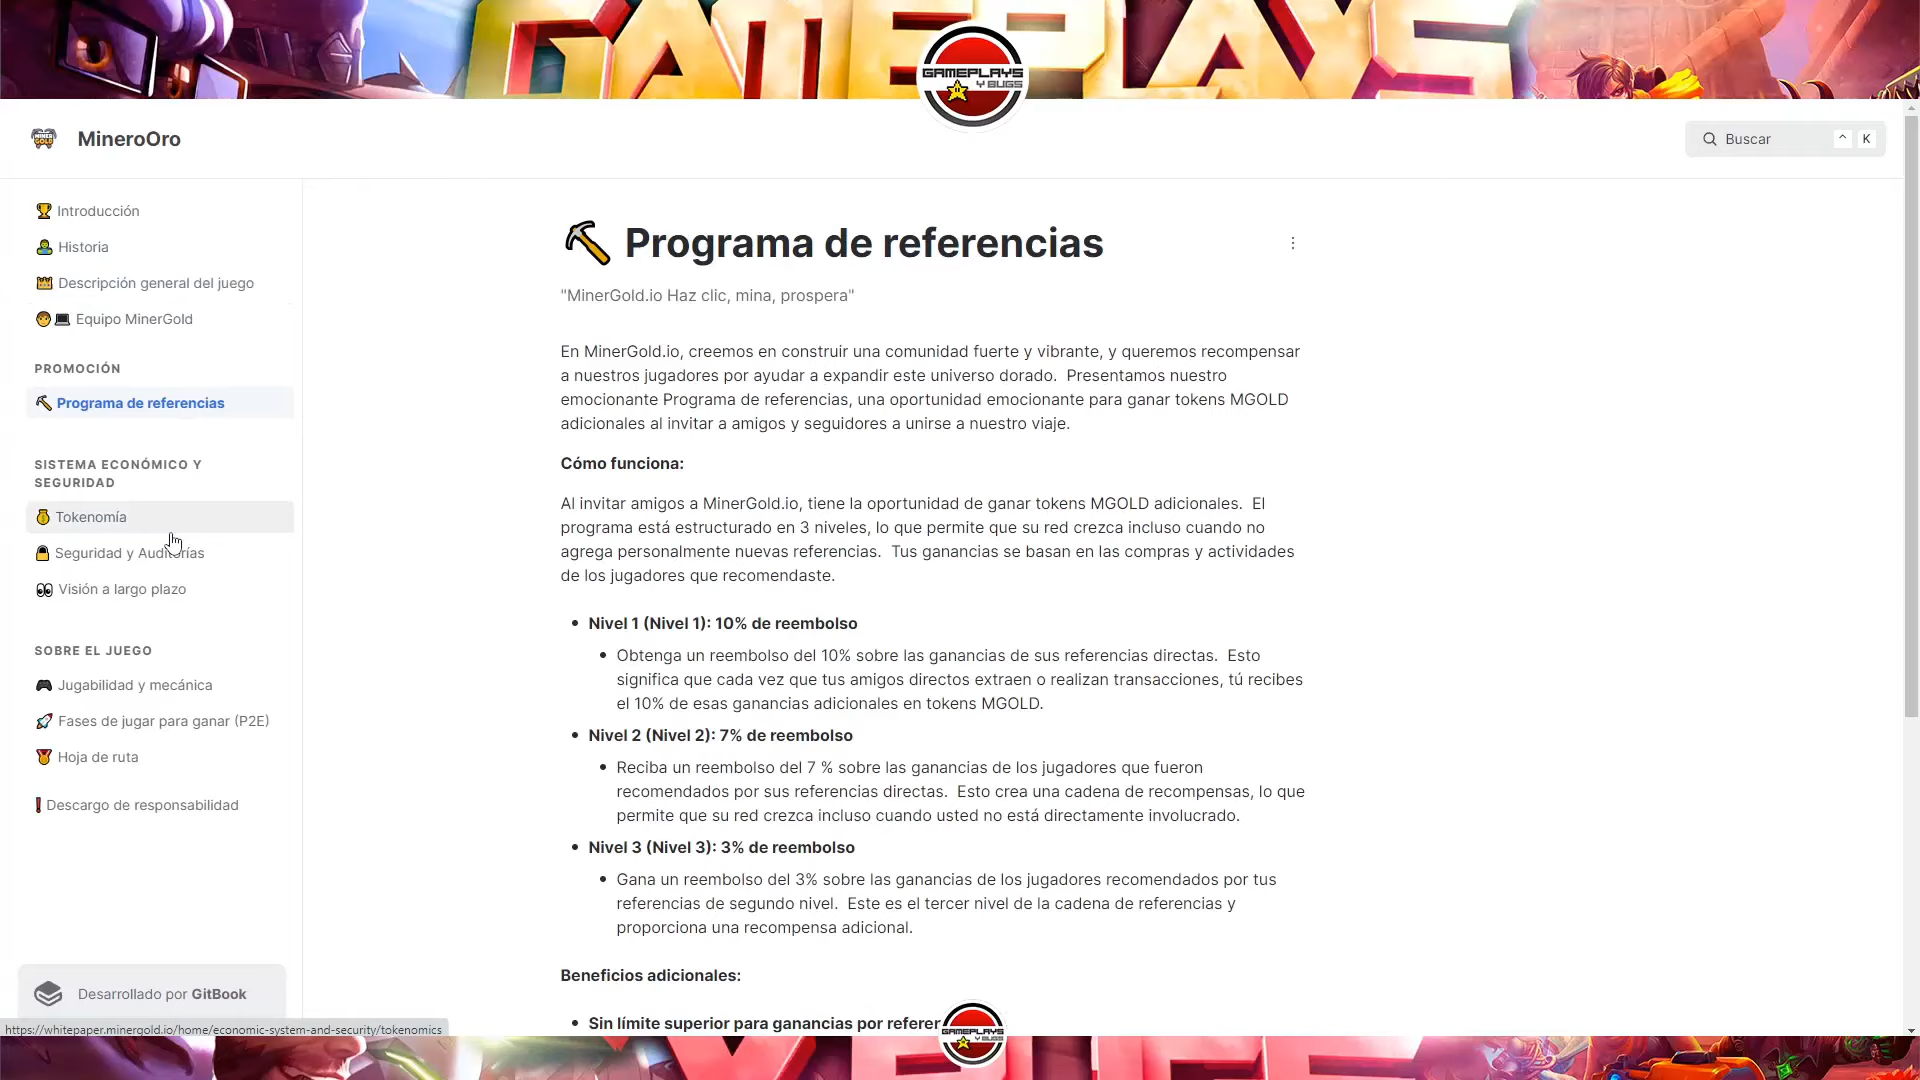 GAMEPLAYS
GAMEPLAYS
Y BUGS
MINER
GOLD
MineroOro
Buscar
^ K
Introducción
Historia
Descripción general del juego
Equipo MinerGold
PROMOCIÓN
Programa de referencias
SISTEMA ECONÓMICO Y
SEGURIDAD
Tokenomía
Seguridad y Auditorías
Visión a largo plazo
SOBRE EL JUEGO
Jugabilidad y mecánica
Fases de jugar para ganar (P2E)
Hoja de ruta
Descargo de responsabilidad
Desarrollado por GitBook
https://whitepaper.minergold.io/home/economic-system-and-security/tokenomics
Programa de referencias
"MinerGold.io Haz clic, mina, prospera"
En MinerGold.io, creemos en construir una comunidad fuerte y vibrante, y queremos recompensar
a nuestros jugadores por ayudar a expandir este universo dorado. Presentamos nuestro
emocionante Programa de referencias, una oportunidad emocionante para ganar tokens MGOLD
adicionales al invitar a amigos y seguidores a unirse a nuestro viaje.
Cómo funciona:
Al invitar amigos a MinerGold.io, tiene la oportunidad de ganar tokens MGOLD adicionales. El
programa está estructurado en 3 niveles, lo que permite que su red crezca incluso cuando no
agrega personalmente nuevas referencias. Tus ganancias se basan en las compras y actividades
de los jugadores que recomendaste.
• Nivel 1 (Nivel 1): 10% de reembolso
• Obtenga un reembolso del 10% sobre las ganancias de sus referencias directas. Esto
significa que cada vez que tus amigos directos extraen o realizan transacciones, tú recibes
el 10% de esas ganancias adicionales en tokens MGOLD.
• Nivel 2 (Nivel 2): 7% de reembolso
• Reciba un reembolso del 7 % sobre las ganancias de los jugadores que fueron
recomendados por sus referencias directas. Esto crea una cadena de recompensas, lo que
permite que su red crezca incluso cuando usted no está directamente involucrado.
• Nivel 3 (Nivel 3): 3% de reembolso
• Gana un reembolso del 3% sobre las ganancias de los jugadores recomendados por tus
referencias de segundo nivel. Este es el tercer nivel de la cadena de referencias y
proporciona una recompensa adicional.
Beneficios adicionales:
• Sin límite superior para ganancias por referen
GAMEPLAYS
Y BUGS